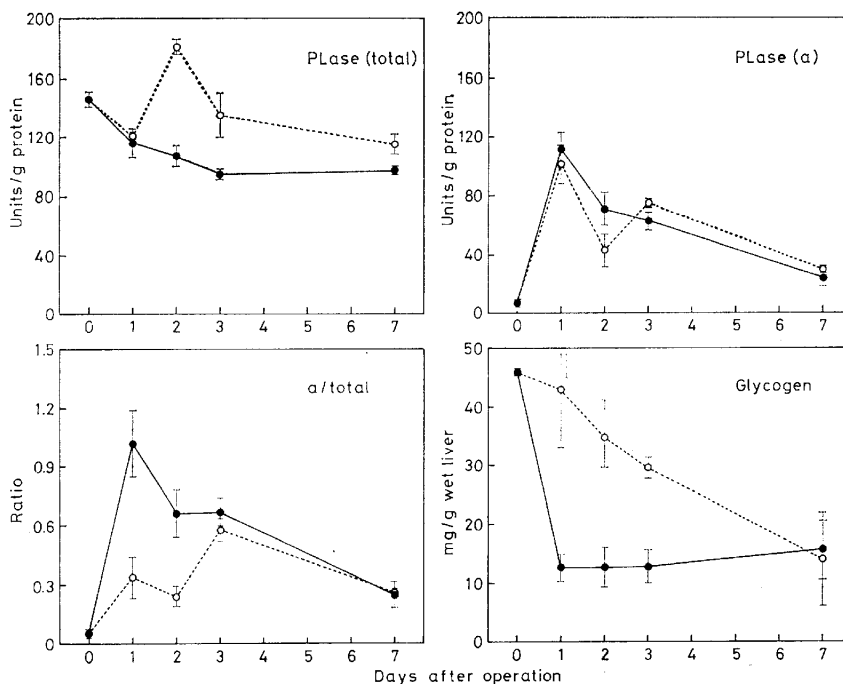 200
160
120
80
40
0
Units/g protein
PLase (total)
0 1 2 3 4 5 6 7
200
160
120
80
40
0
Units/g protein
PLase (a)
0 1 2 3 4 5 6 7
1.5
1.2
0.9
0.6
0.3
0
Ratio
a/total
0 1 2 3 4 5 6 7
50
40
30
20
10
0
mg/g wet liver
Glycogen
0 1 2 3 4 5 6 7
Days after operation